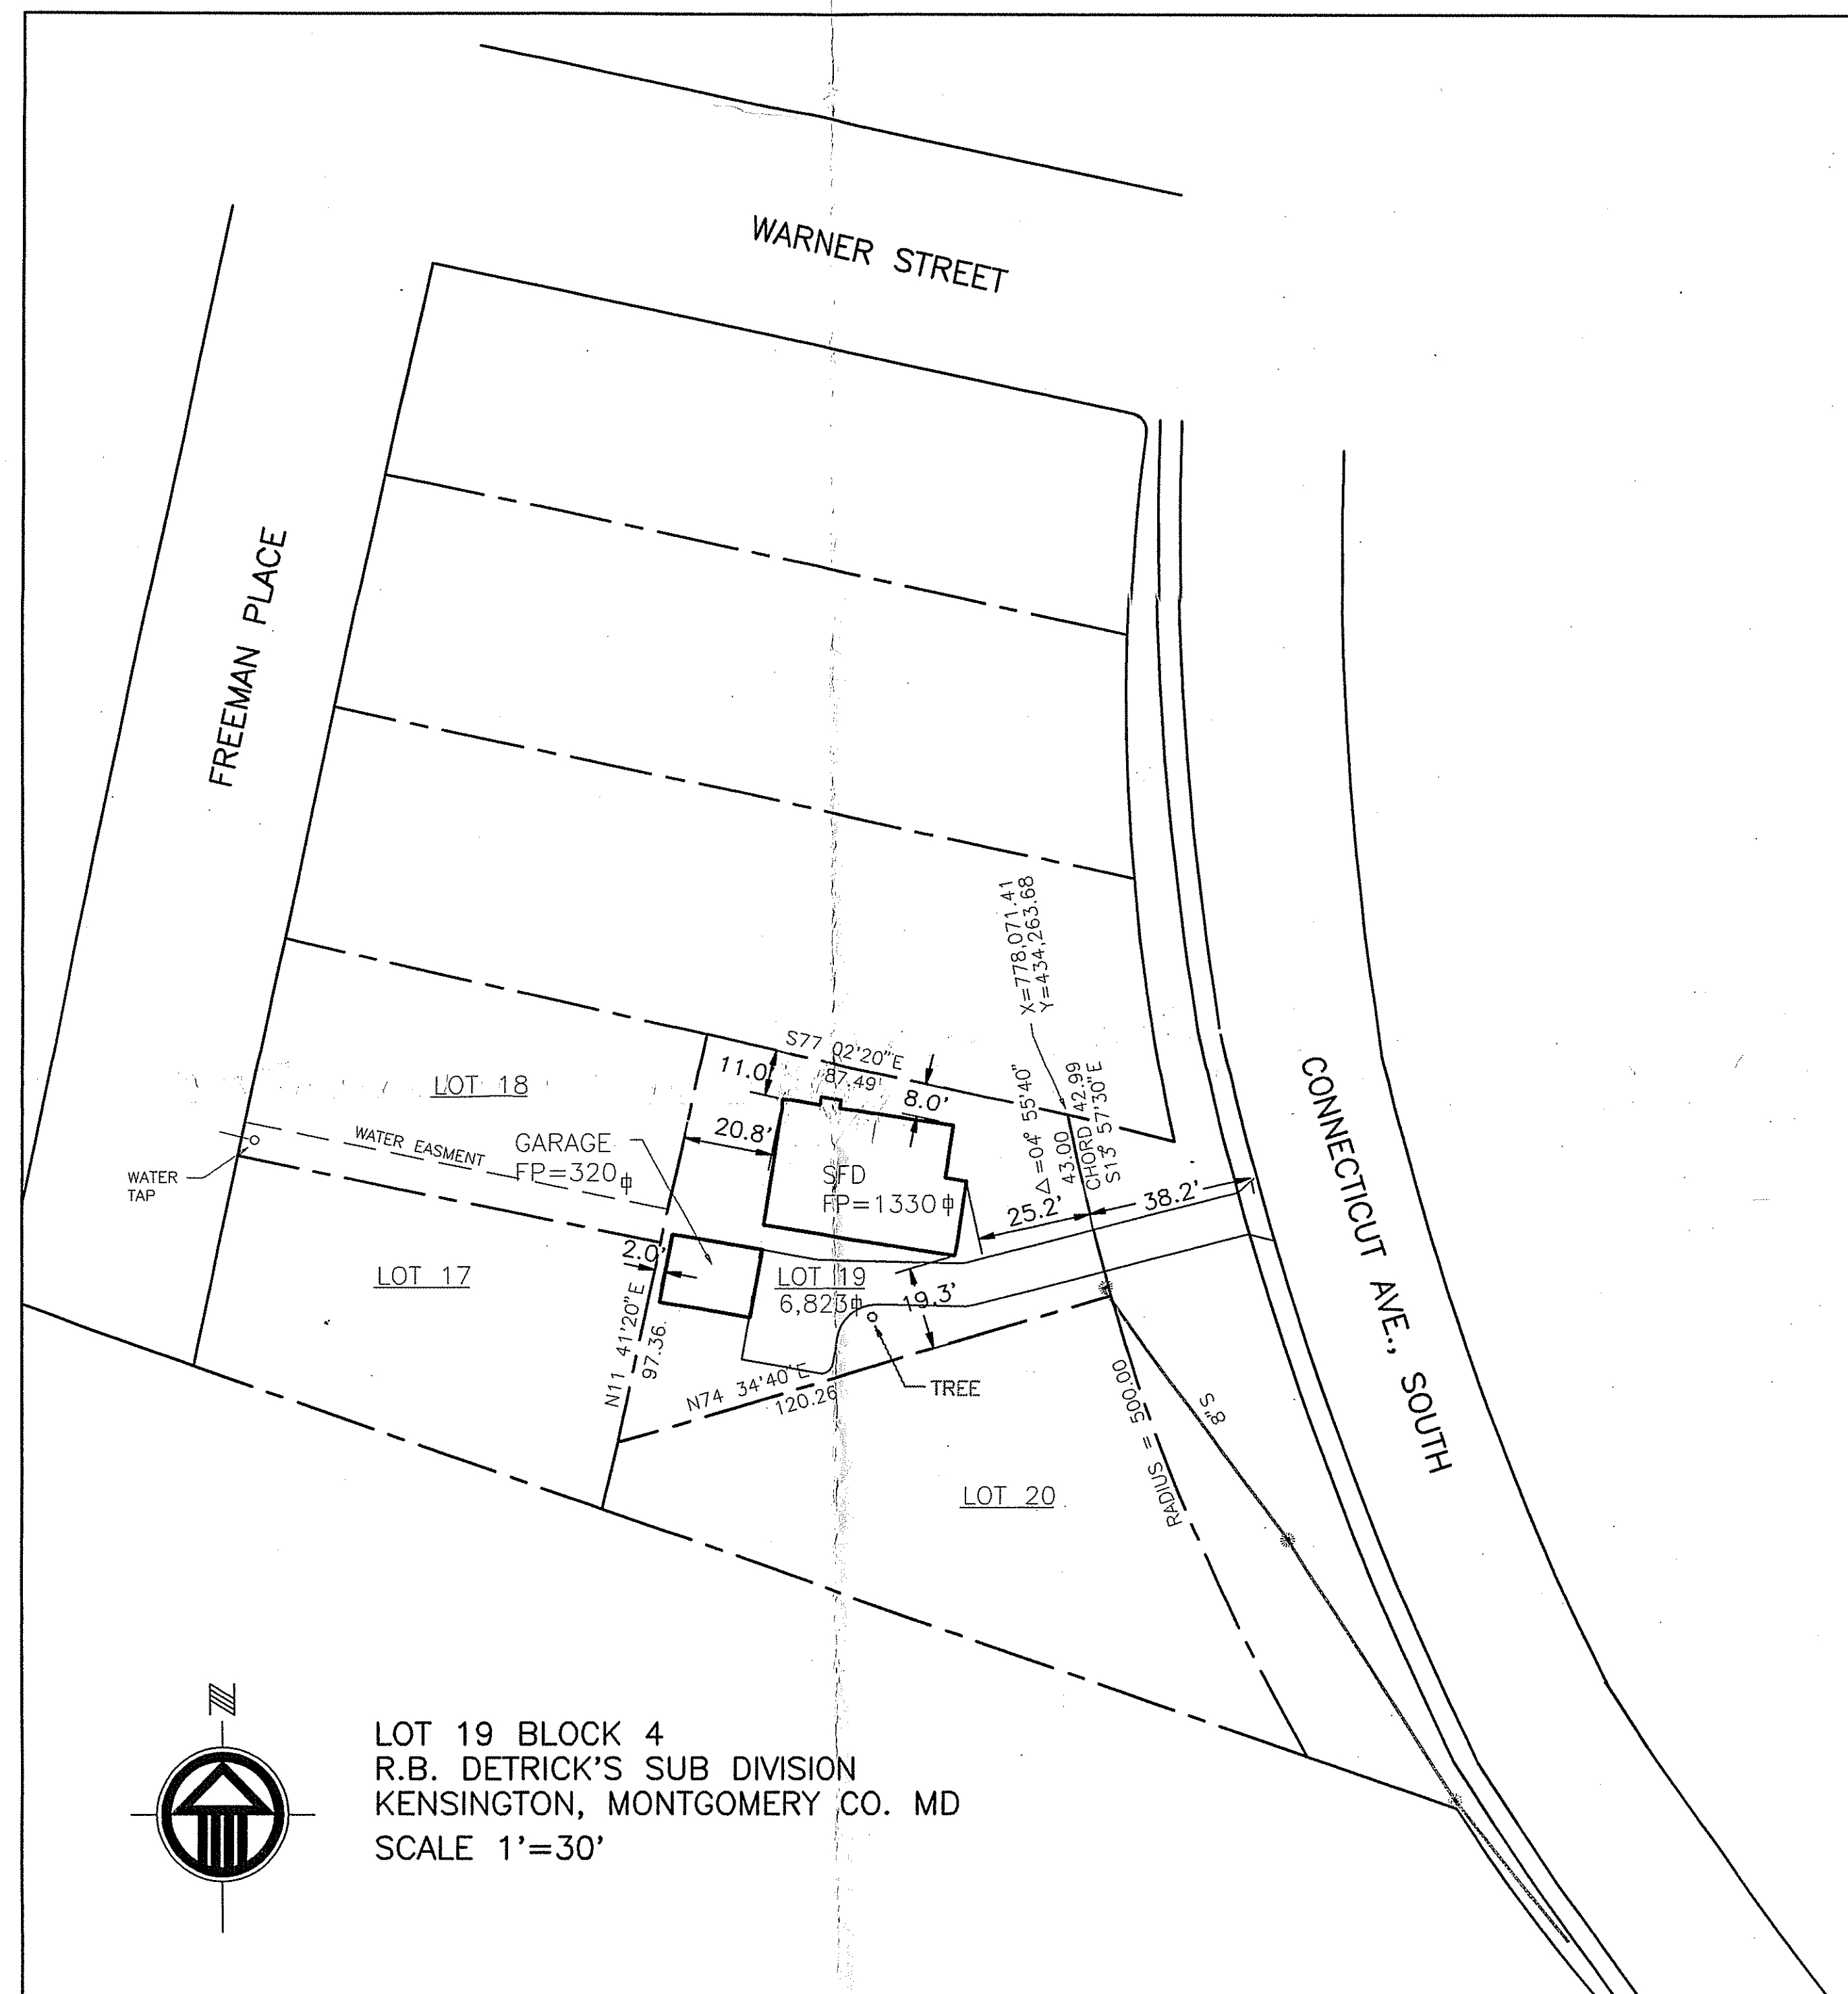 WARNER STREET
FREEMAN PLACE
X=778,071.41
Y=434,263.68
S77 02'20"E
87.49'
11.0'
8.0'
Δ=04° 55'40"
43.00
CHORD 42.99
S13° 57'30"E
LOT 18
20.8'
WATER EASMENT
GARAGE
FP=320⌀
WATER
TAP
SFD
FP=1330⌀
25.2'
38.2'
CONNECTICUT AVE., SOUTH
2.0'
LOT 17
LOT 19
6,823⌀
19.3'
N11 41'20"E
97.36.
N74 34'40"E
120.26
TREE
RADIUS = 500.00
8"S
LOT 20
N
LOT 19 BLOCK 4
R.B. DETRICK'S SUB DIVISION
KENSINGTON, MONTGOMERY CO. MD
SCALE 1'=30'